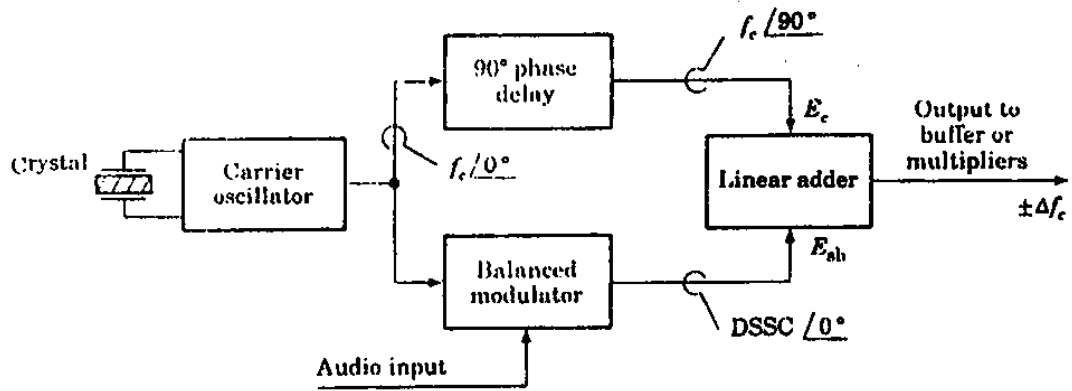 f_c /90°
90° phase
delay
E_c
Output to
buffer or
multipliers
Crystal
Carrier
oscillator
f_c /0°
Linear adder
±Δf_c
E_sb
Balanced
modulator
DSSC /0°
Audio input